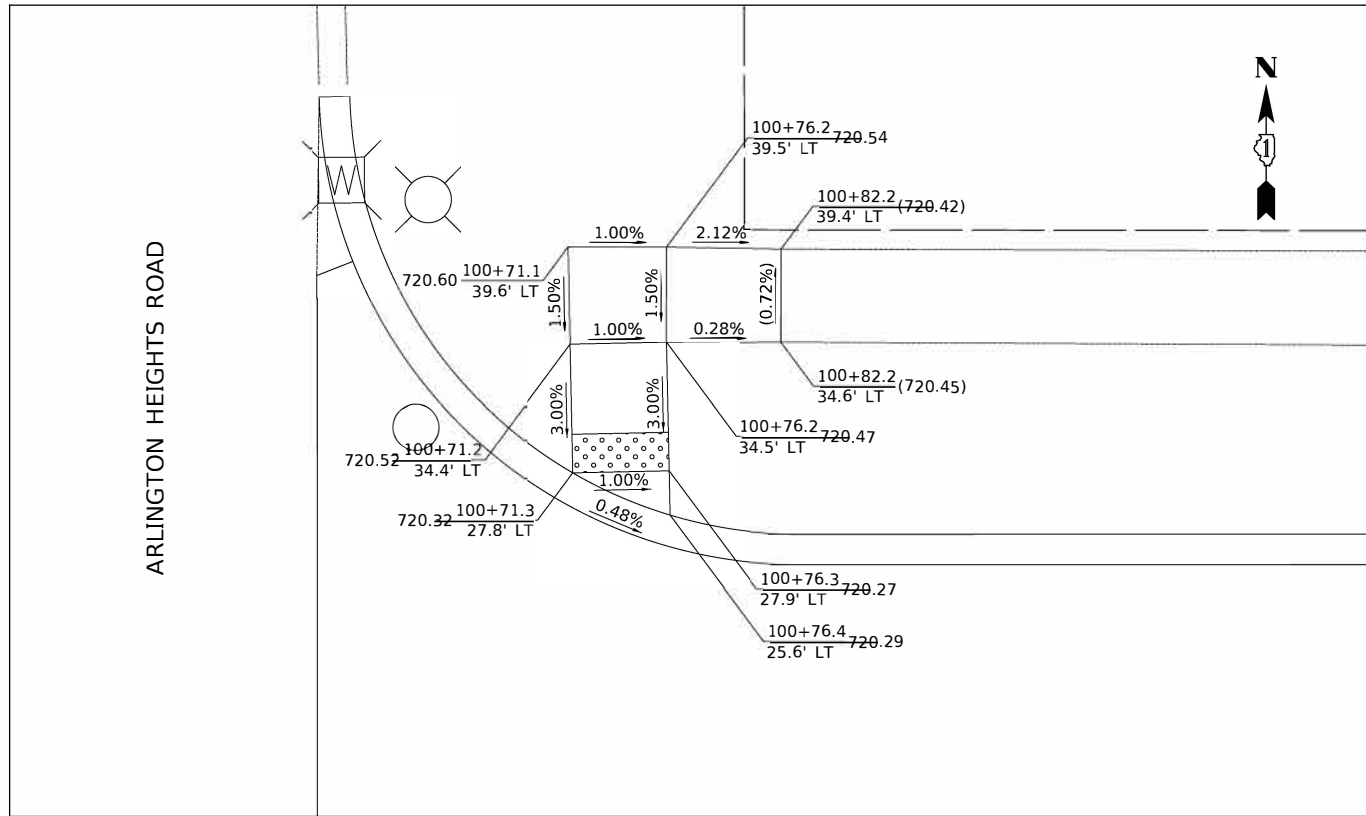 N
1
W
ARLINGTON HEIGHTS ROAD
100+76.2 720.54
39.5' LT
100+82.2 (720.42)
39.4' LT
1.00%
2.12%
720.60 100+71.1
39.6' LT
1.50%
1.50%
(0.72%)
1.00%
0.28%
100+82.2 (720.45)
34.6' LT
3.00%
3.00%
100+76.2 720.47
34.5' LT
720.52 100+71.2
34.4' LT
1.00%
0.48%
720.32 100+71.3
27.8' LT
100+76.3 720.27
27.9' LT
100+76.4 720.29
25.6' LT